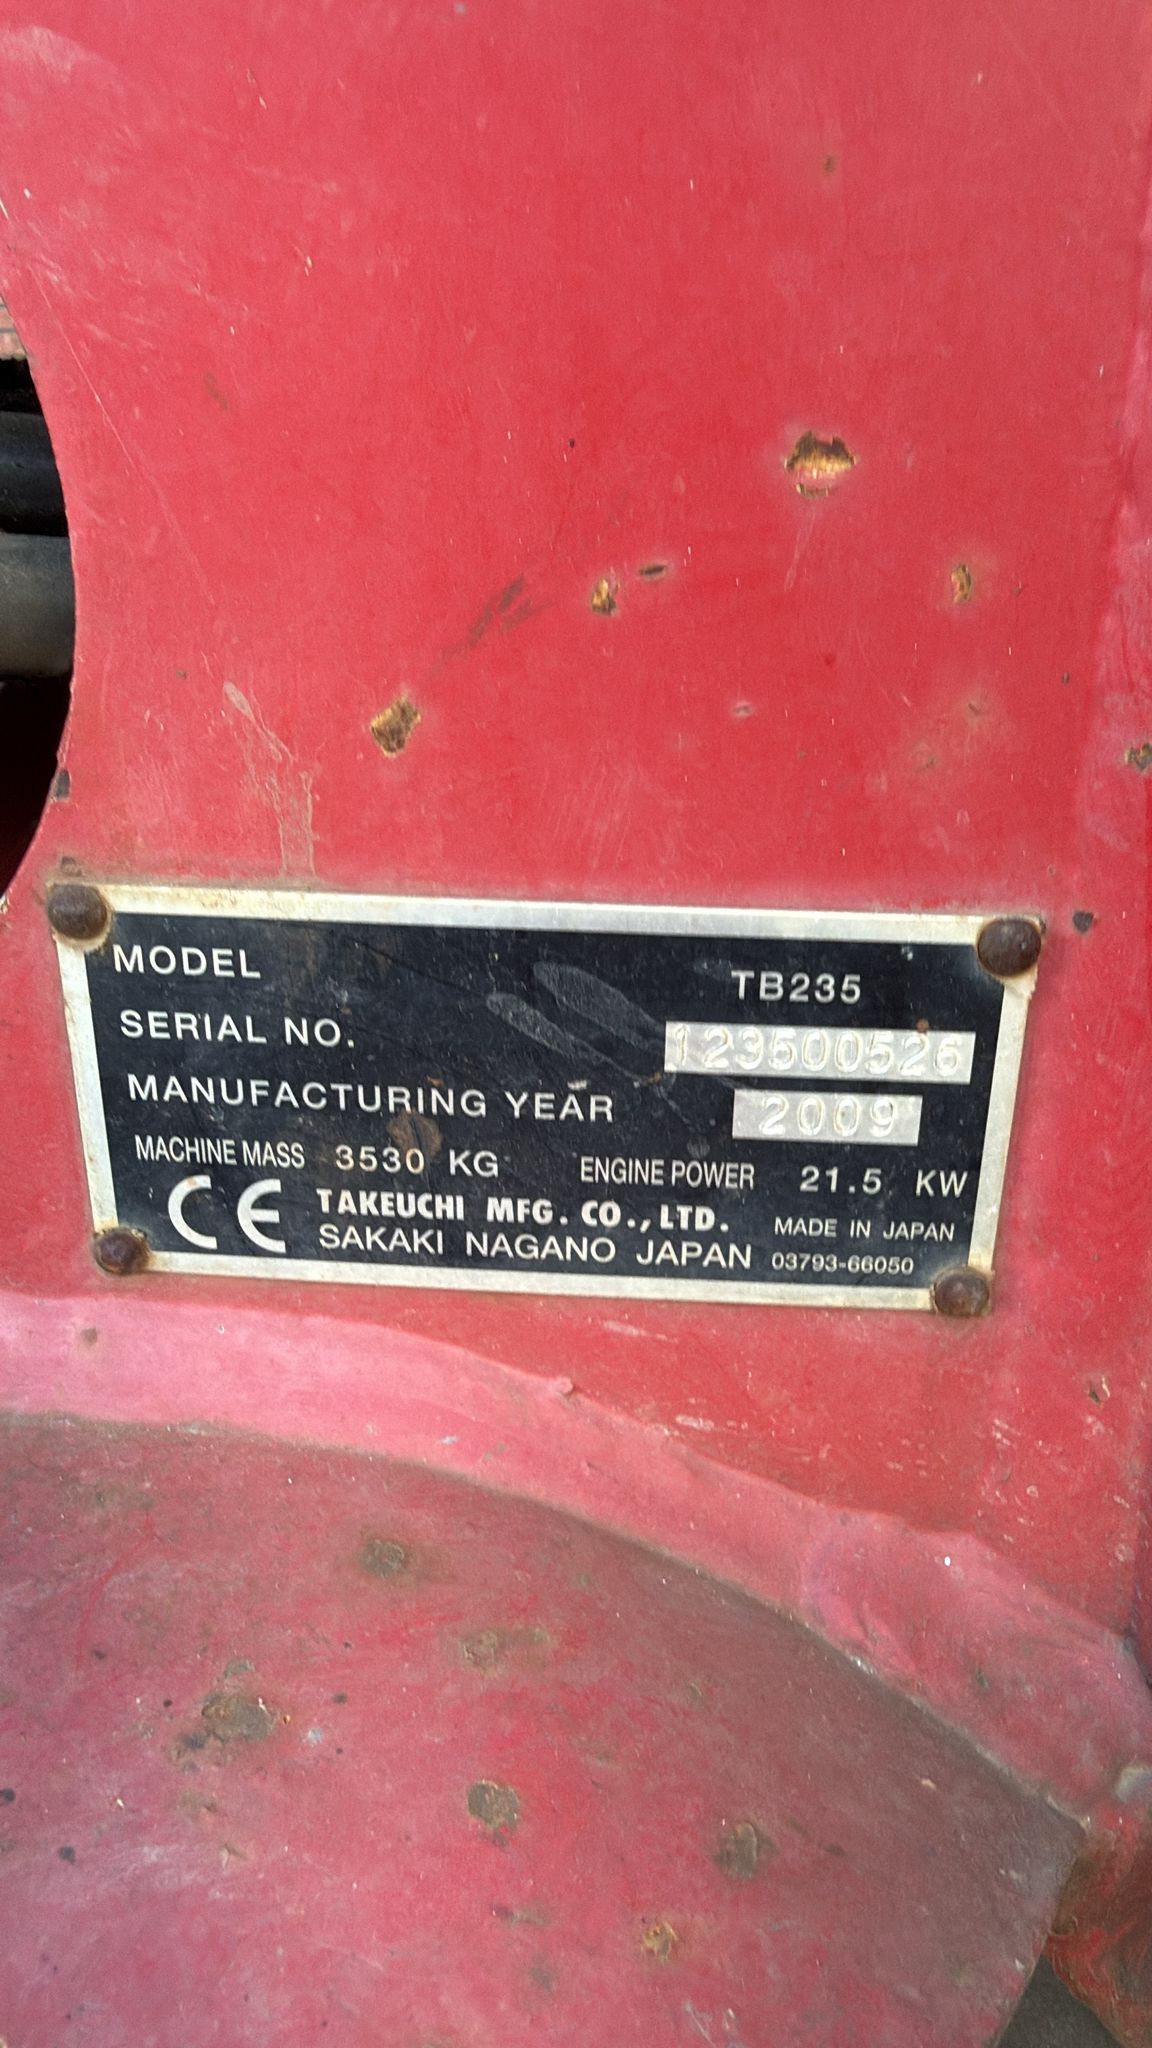 MODEL TB235
SERIAL NO. 123500526
MANUFACTURING YEAR 2009
MACHINE MASS 3530 KG ENGINE POWER 21.5 KW
CE TAKEUCHI MFG. CO., LTD. MADE IN JAPAN
SAKAKI NAGANO JAPAN 03793-66050